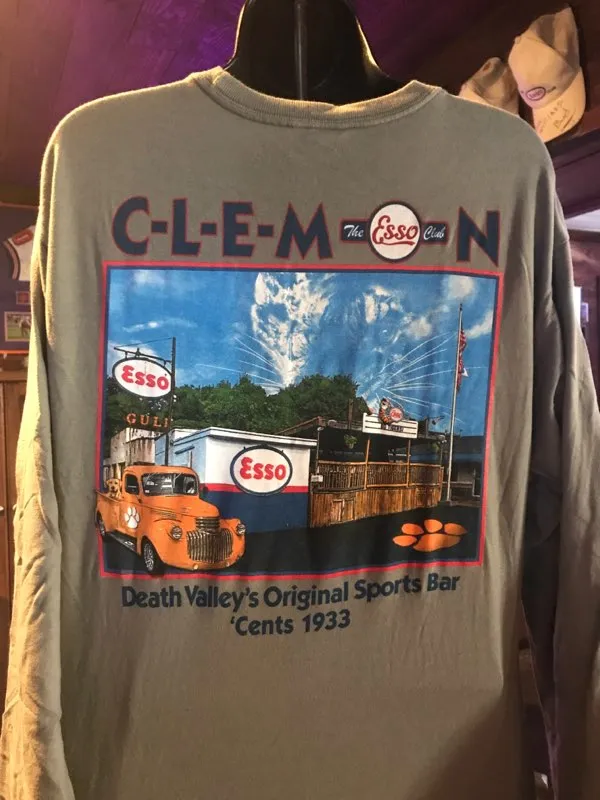 C-L-E-M-The Esso Club-N
Esso
GULF
Esso
Death Valley's Original Sports Bar
'Cents 1933